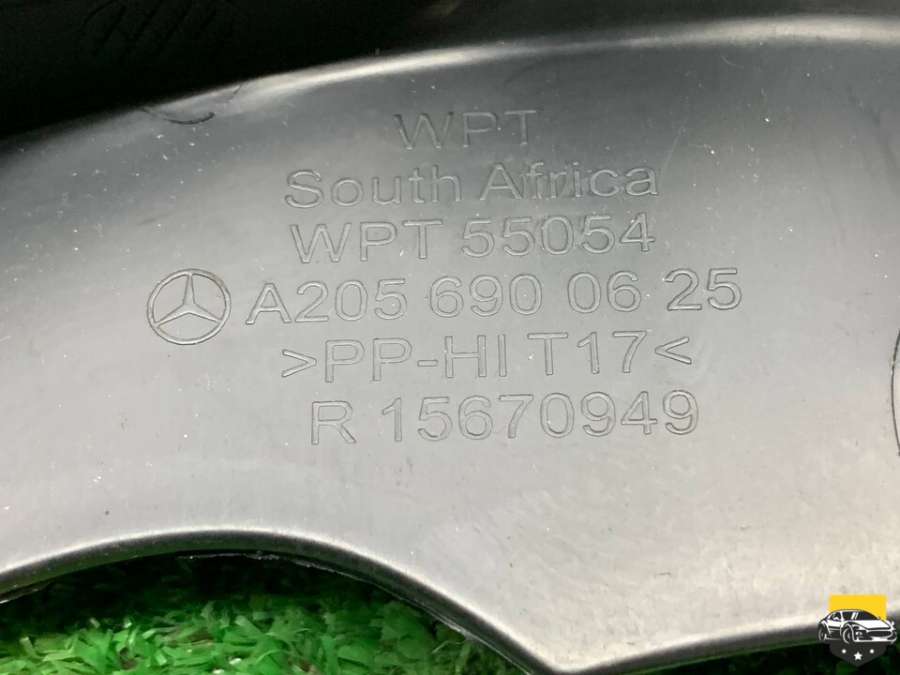 WPT
South Africa
WPT 55054
A205 690 06 25
>PP-HI T17<
R 15670949